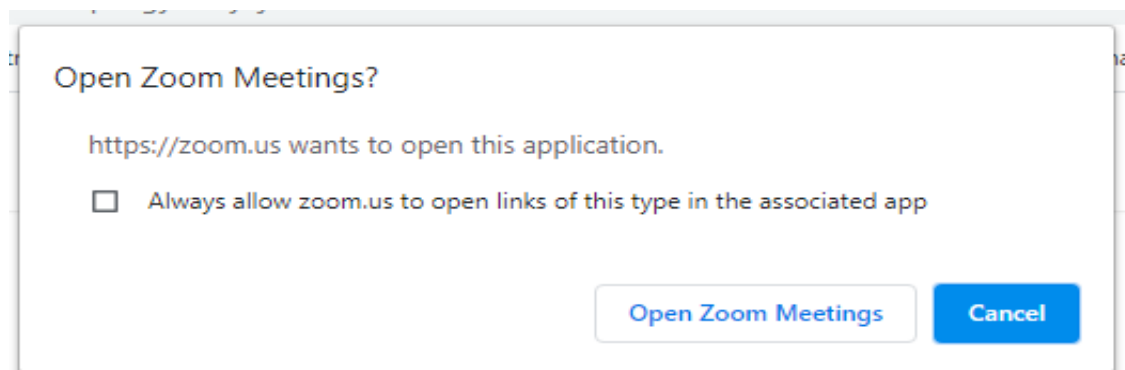 Open Zoom Meetings?
https://zoom.us wants to open this application.
Always allow zoom.us to open links of this type in the associated app
Open Zoom Meetings Cancel